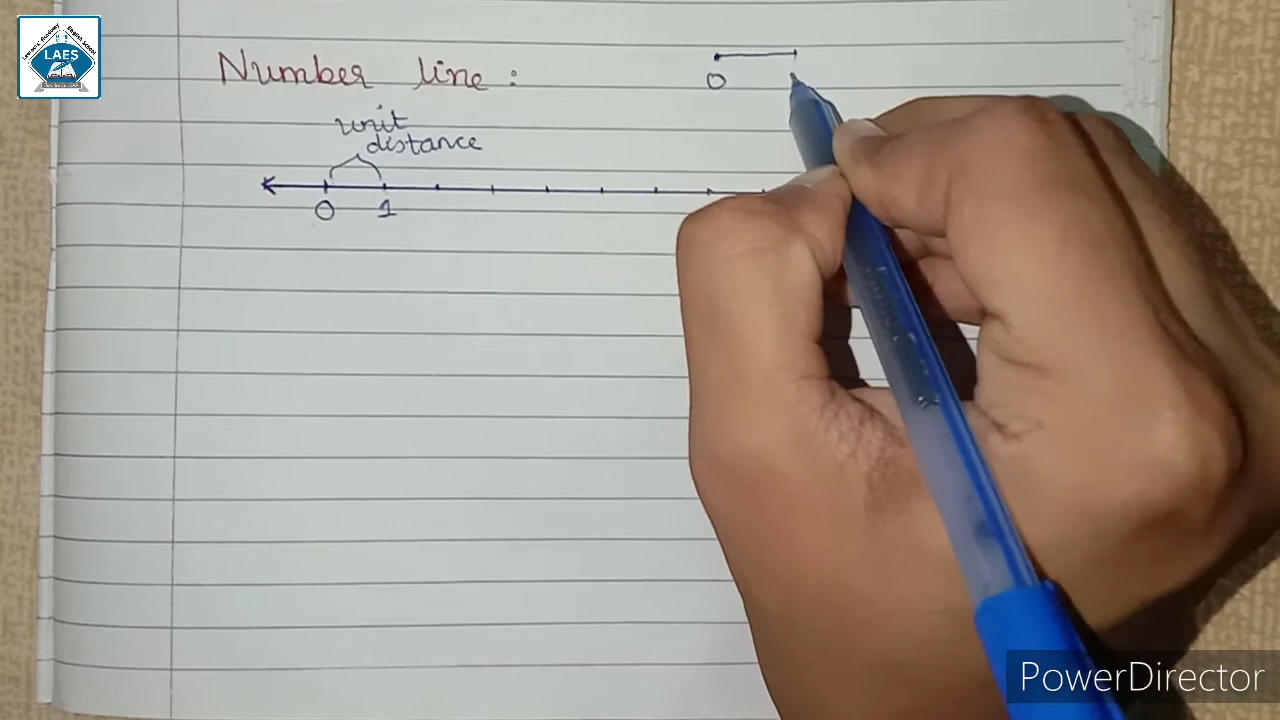 LAES
Number line :
0
unit
distance
0 1
PowerDirector